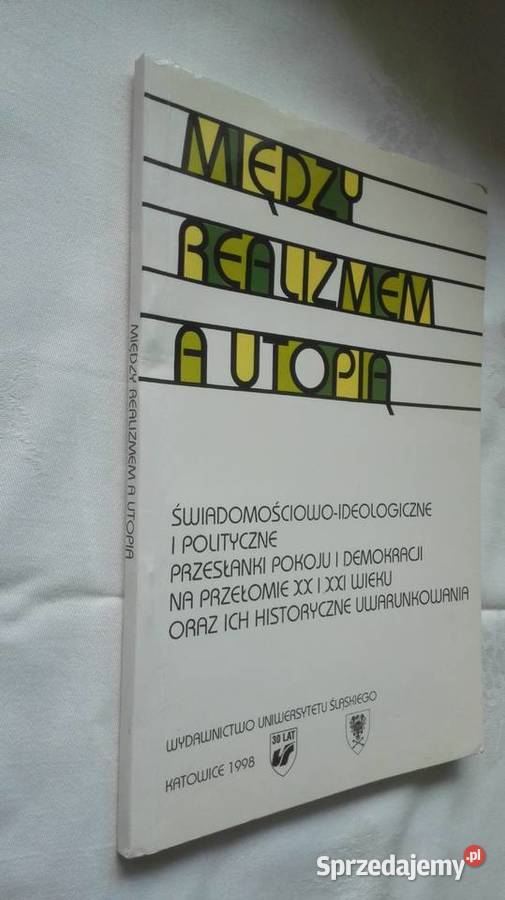 MIĘDZY
REALIZMEM
A UTOPIĄ
MIĘDZY REALIZMEM A UTOPIĄ
ŚWIADOMOŚCIOWO-IDEOLOGICZNE
I POLITYCZNE
PRZESŁANKI POKOJU I DEMOKRACJI
NA PRZEŁOMIE XX I XXI WIEKU
ORAZ ICH HISTORYCZNE UWARUNKOWANIA
WYDAWNICTWO UNIWERSYTETU ŚLĄSKIEGO
30 LAT
KATOWICE 1998
Sprzedajemy.pl